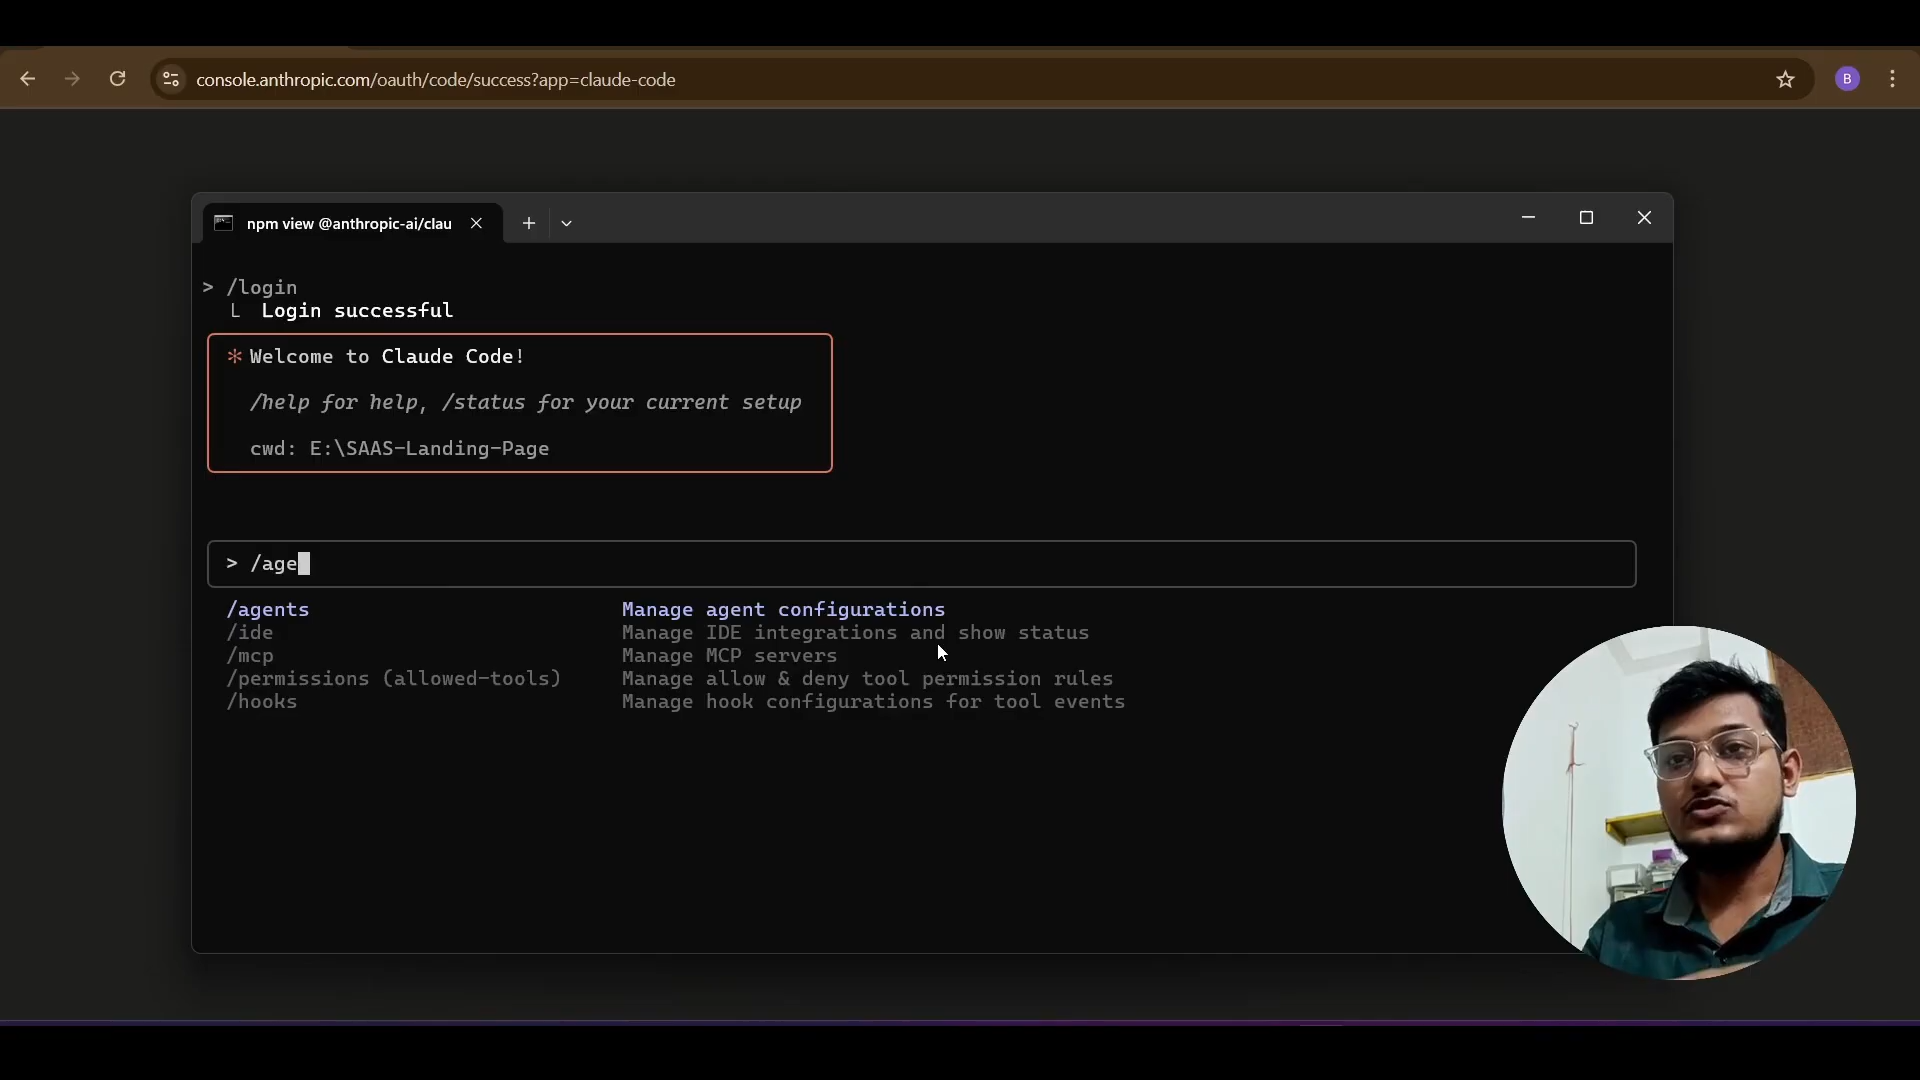 console.anthropic.com/oauth/code/success?app=claude-code
B
npm view @anthropic-ai/clau
> /login
Login successful
* Welcome to Claude Code!
/help for help, /status for your current setup
cwd: E:\SAAS-Landing-Page
> /age
/agents Manage agent configurations
/ide Manage IDE integrations and show status
/mcp Manage MCP servers
/permissions (allowed-tools) Manage allow & deny tool permission rules
/hooks Manage hook configurations for tool events